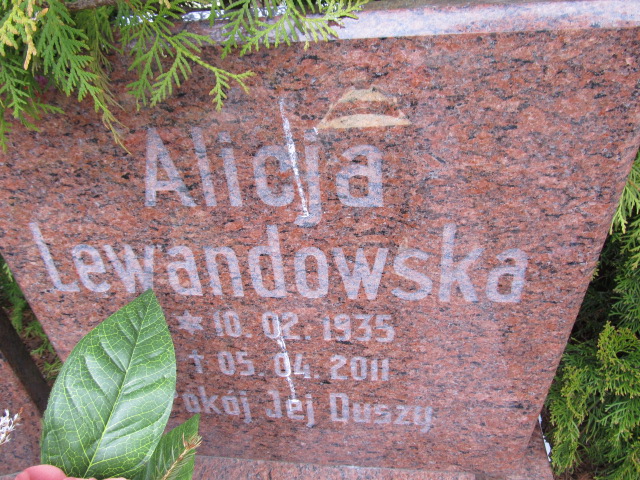 Alicja
Lewandowska
* 10. 02. 1935
† 05. 04. 2011
okój Jej Duszy